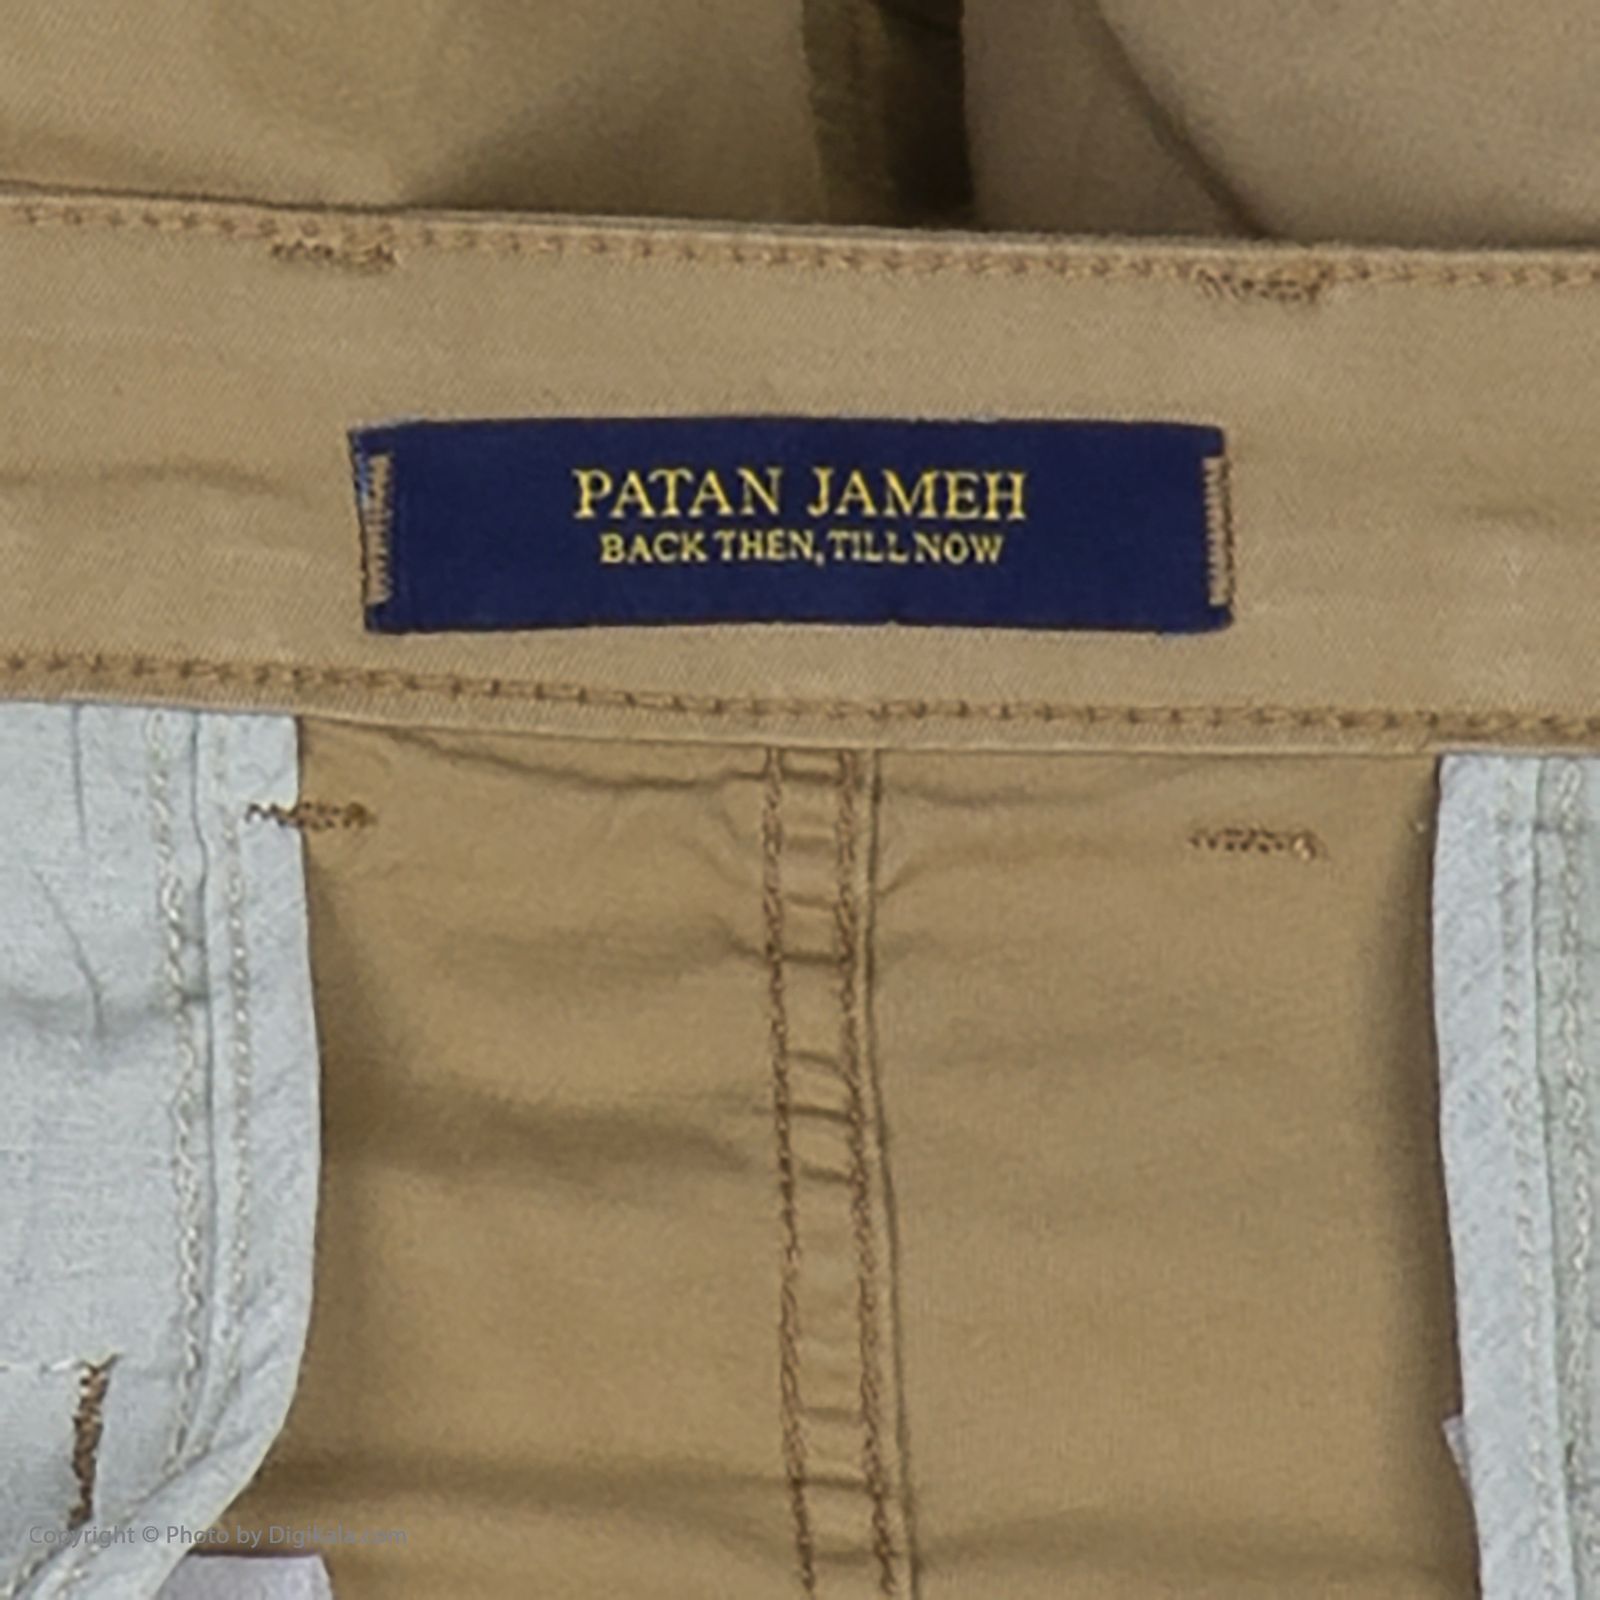 PATAN JAMEH
BACK THEN, TILL NOW
Copyright © Photo by Digikala.com